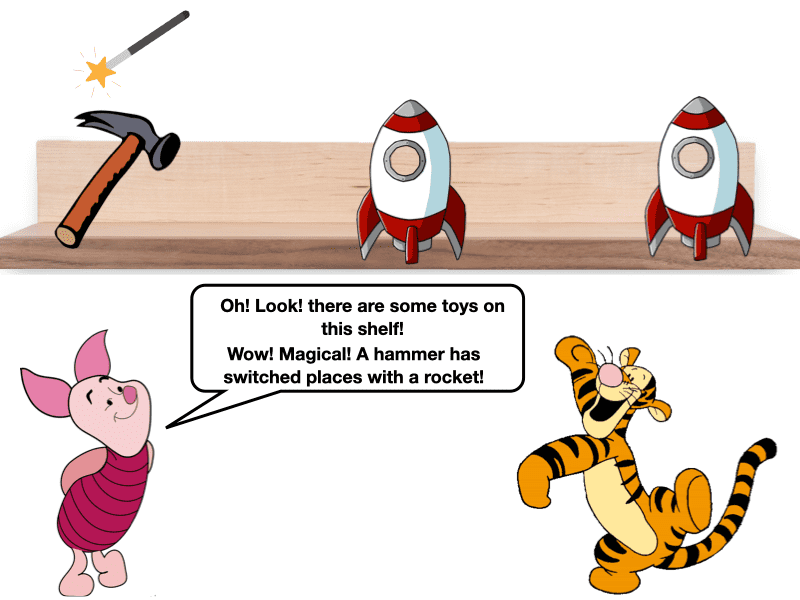 Oh! Look! there are some toys on
this shelf!
Wow! Magical! A hammer has
switched places with a rocket!